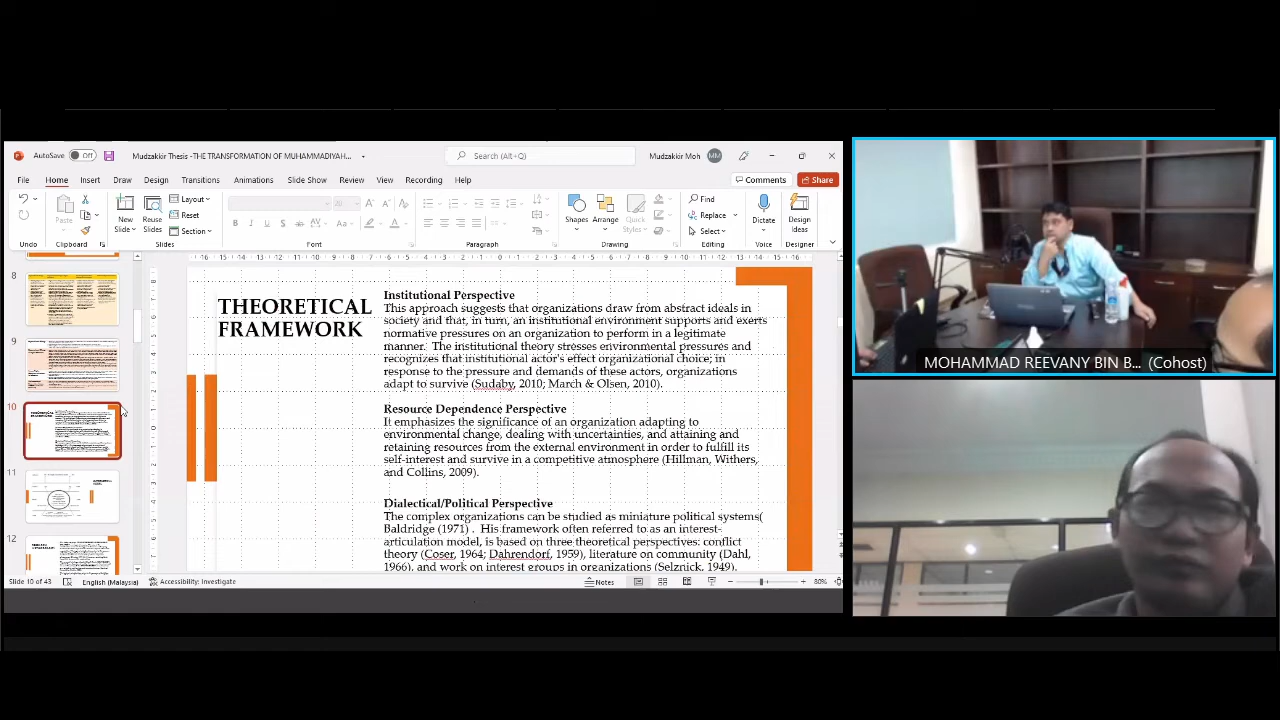 AutoSave Off
Mudzakkir Thesis -THE TRANSFORMATION OF MUHAMMADIYAH...
Search (Alt+Q)
Mudzakkir Moh MM
File Home Insert Draw Design Transitions Animations Slide Show Review View Recording Help
Comments Share
Paste
New
Slide
Reuse
Slides
Layout
Reset
Section
Shapes
Arrange
Quick
Styles
Find
Replace
Select
Dictate
Design
Ideas
Undo Clipboard Slides Font Paragraph Drawing Editing Voice Designer
8
9
10
11
12
THEORETICAL
FRAMEWORK
Institutional Perspective
This approach suggests that organizations draw from abstract ideals in
society and that, in turn, an institutional environment supports and exerts
normative pressures on an organization to perform in a legitimate
manner. The institutional theory stresses environmental pressures and
recognizes that institutional actor's effect organizational choice; in
response to the pressure and demands of these actors, organizations
adapt to survive (Sudaby, 2010; March & Olsen, 2010).
Resource Dependence Perspective
It emphasizes the significance of an organization adapting to
environmental change, dealing with uncertainties, and attaining and
retaining resources from the external environment in order to fulfill its
self-interest and survive in a competitive atmosphere (Hillman, Withers,
and Collins, 2009).
Dialectical/Political Perspective
The complex organizations can be studied as miniature political systems(
Baldridge (1971) . His framework often referred to as an interest-
articulation model, is based on three theoretical perspectives: conflict
theory (Coser, 1964; Dahrendorf, 1959), literature on community (Dahl,
1966), and work on interest groups in organizations (Selznick, 1949).
Slide 10 of 43 English (Malaysia) Accessibility: Investigate
Notes
80%
MOHAMMAD REEVANY BIN B... (Cohost)